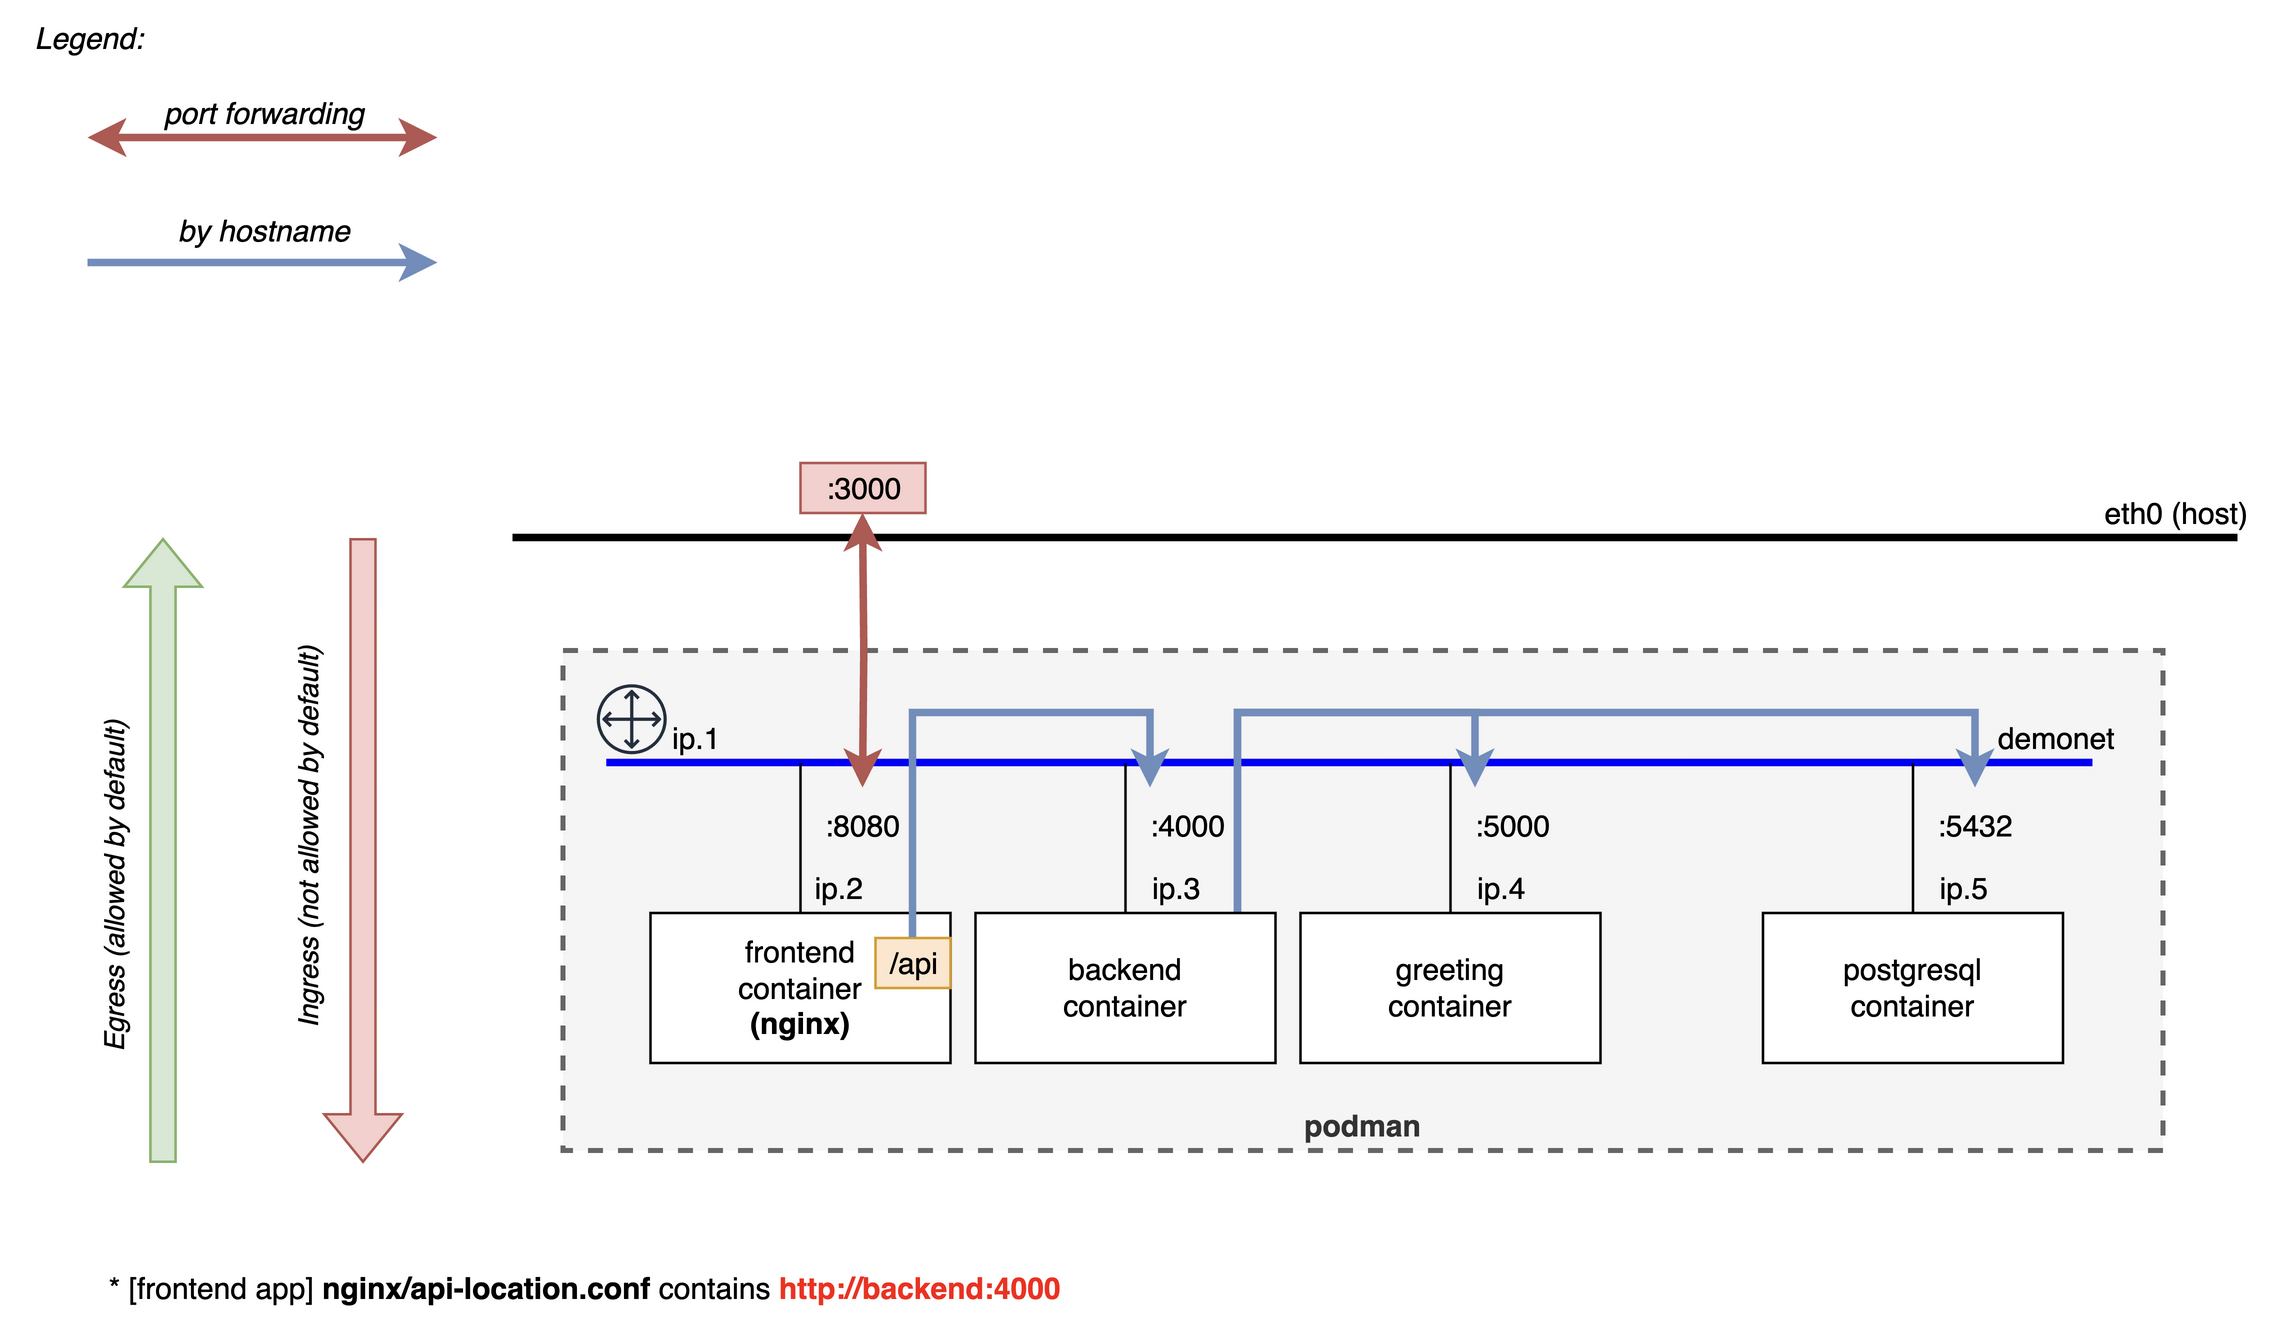 Legend:
port forwarding
by hostname
:3000
eth0 (host)
Egress (allowed by default)
Ingress (not allowed by default)
ip.1
demonet
:8080
:4000
:5000
:5432
ip.2
ip.3
ip.4
ip.5
frontend
container
(nginx)
/api
backend
container
greeting
container
postgresql
container
podman
* [frontend app] nginx/api-location.conf contains http://backend:4000